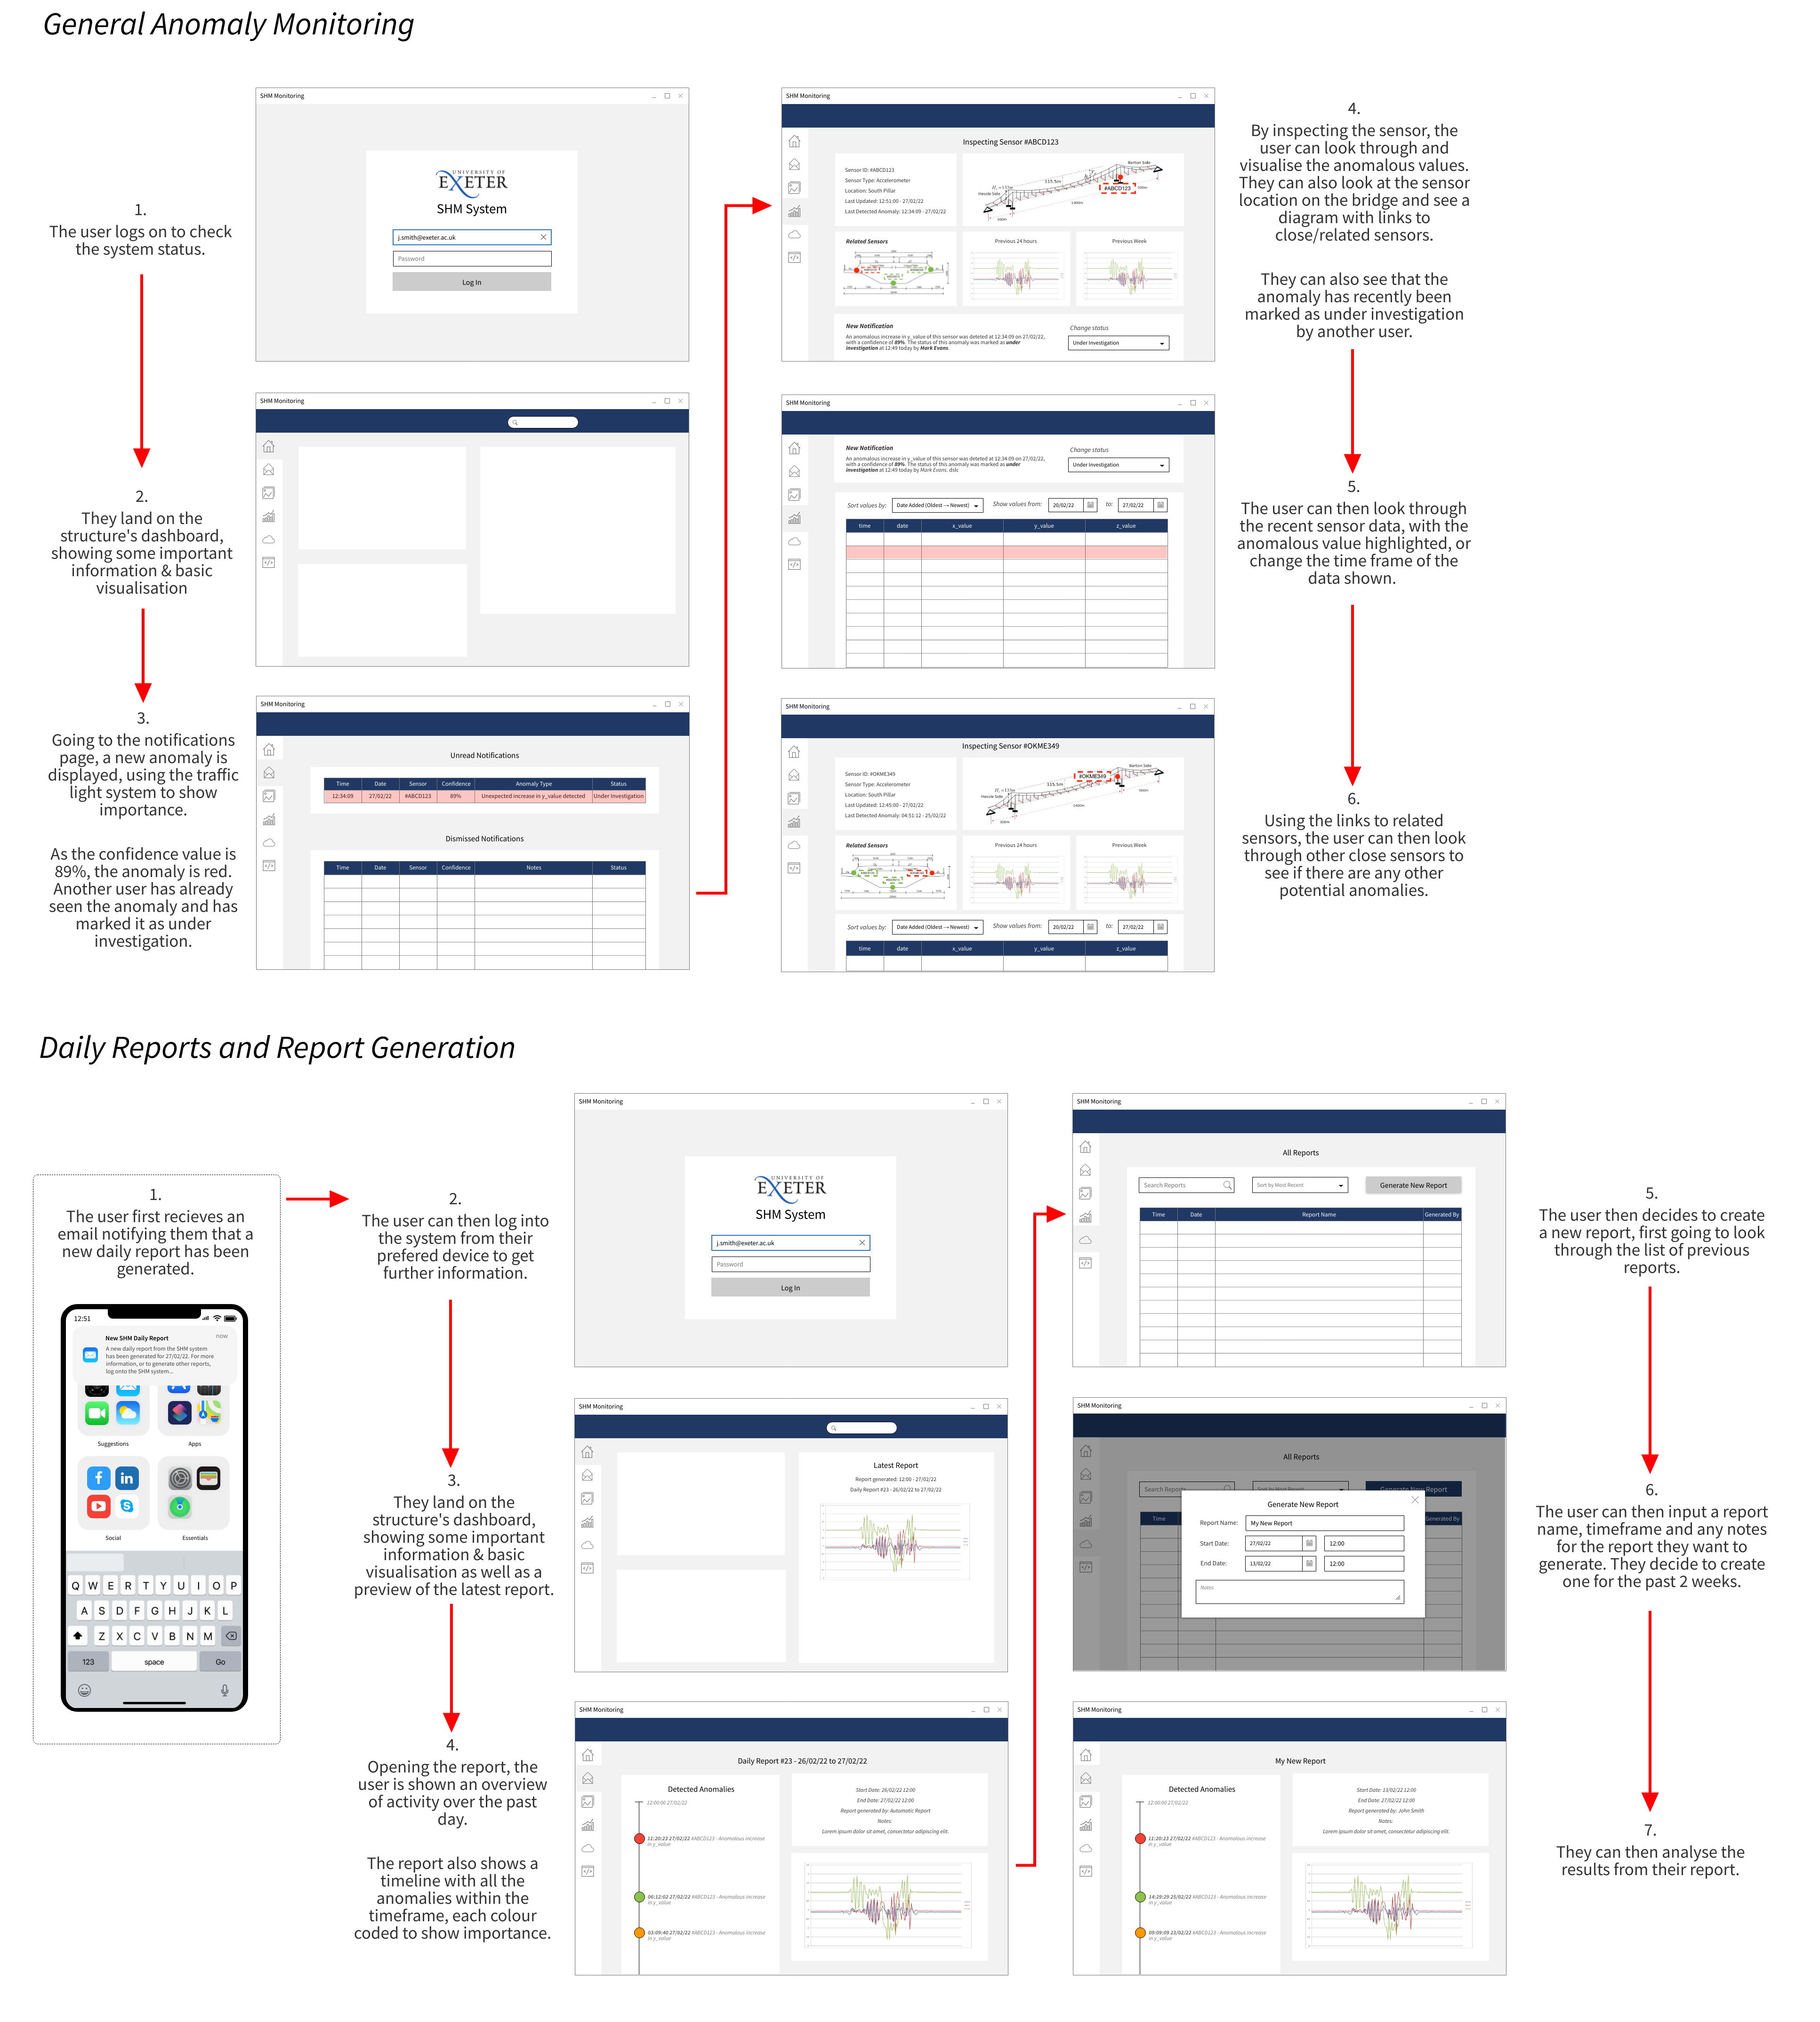 General Anomaly Monitoring
1.
The user logs on to check
the system status.
SHM Monitoring
UNIVERSITY OF
EXETER
SHM System
j.smith@exeter.ac.uk
Password
Log In
2.
They land on the
structure's dashboard,
showing some important
information & basic
visualisation
SHM Monitoring
3.
Going to the notifications
page, a new anomaly is
displayed, using the traffic
light system to show
importance.
As the confidence value is
89%, the anomaly is red.
Another user has already
seen the anomaly and has
marked it as under
investigation.
SHM Monitoring
Unread Notifications
Time Date Sensor Confidence Anomaly Type Status
12:34:09 27/02/22 #ABCD123 89% Unexpected increase in y_value detected Under Investigation
Dismissed Notifications
Time Date Sensor Confidence Notes Status
SHM Monitoring
Inspecting Sensor #ABCD123
Sensor ID: #ABCD123
Sensor Type: Accelerometer
Location: South Pillar
Last Updated: 12:51:00 - 27/02/22
Last Detected Anomaly: 12:34:09 - 27/02/22
Barton Side
115.5m
#ABCD123
Hessle Side
Related Sensors
Previous 24 hours
Previous Week
New Notification
An anomalous increase in y_value of this sensor was deleted at 12:34:09 on 27/02/22,
with a confidence of 89%. The status of this anomaly was marked as under
investigation at 12:49 today by Mark Evans.
Change status
Under Investigation
4.
By inspecting the sensor, the
user can look through and
visualise the anomalous values.
They can also look at the sensor
location on the bridge and see a
diagram with links to
close/related sensors.
They can also see that the
anomaly has recently been
marked as under investigation
by another user.
SHM Monitoring
New Notification
An anomalous increase in y_value of this sensor was deleted at 12:34:09 on 27/02/22,
with a confidence of 89%. The status of this anomaly was marked as under
investigation at 12:49 today by Mark Evans. dslc
Change status
Under Investigation
Sort values by: Date Added (Oldest → Newest) Show values from: 20/02/22 to: 27/02/22
time date x_value y_value z_value
5.
The user can then look through
the recent sensor data, with the
anomalous value highlighted, or
change the time frame of the
data shown.
SHM Monitoring
Inspecting Sensor #OKME349
Sensor ID: #OKME349
Sensor Type: Accelerometer
Location: South Pillar
Last Updated: 12:45:00 - 27/02/22
Last Detected Anomaly: 04:51:12 - 25/02/22
Barton Side
#OKME349
115.5m
Hessle Side
Related Sensors
Previous 24 hours
Previous Week
Sort values by: Date Added (Oldest → Newest) Show values from: 20/02/22 to: 27/02/22
time date x_value y_value z_value
6.
Using the links to related
sensors, the user can then look
through other close sensors to
see if there are any other
potential anomalies.
Daily Reports and Report Generation
1.
The user first recieves an
email notifying them that a
new daily report has been
generated.
12:51
New SHM Daily Report now
A new daily report from the SHM system
has been generated for 27/02/22. For more
information, or to generate other reports,
log onto the SHM system...
Suggestions Apps
Social Essentials
Q W E R T Y U I O P
A S D F G H J K L
Z X C V B N M
123 space Go
2.
The user can then log into
the system from their
prefered device to get
further information.
SHM Monitoring
UNIVERSITY OF
EXETER
SHM System
j.smith@exeter.ac.uk
Password
Log In
3.
They land on the
structure's dashboard,
showing some important
information & basic
visualisation as well as a
preview of the latest report.
SHM Monitoring
Latest Report
Report generated: 12:00 - 27/02/22
Daily Report #23 - 26/02/22 to 27/02/22
4.
Opening the report, the
user is shown an overview
of activity over the past
day.
The report also shows a
timeline with all the
anomalies within the
timeframe, each colour
coded to show importance.
SHM Monitoring
Daily Report #23 - 26/02/22 to 27/02/22
Detected Anomalies
12:00:00 27/02/22
11:20:23 27/02/22 #ABCD123 - Anomalous increase
in y_value
06:12:02 27/02/22 #ABCD123 - Anomalous increase
in y_value
03:09:40 27/02/22 #ABCD123 - Anomalous increase
in y_value
Start Date: 26/02/22 12:00
End Date: 27/02/22 12:00
Report generated by: Automatic Report
Notes:
Lorem ipsum dolor sit amet, consectetur adipiscing elit.
SHM Monitoring
All Reports
Search Reports
Sort by Most Recent
Generate New Report
Time Date Report Name Generated By
5.
The user then decides to create
a new report, first going to look
through the list of previous
reports.
SHM Monitoring
All Reports
Search Reports
Sort by Most Recent
Generate New Report
Time Generated By
Generate New Report
Report Name: My New Report
Start Date: 27/02/22 12:00
End Date: 13/02/22 12:00
Notes
6.
The user can then input a report
name, timeframe and any notes
for the report they want to
generate. They decide to create
one for the past 2 weeks.
SHM Monitoring
My New Report
Detected Anomalies
12:00:00 27/02/22
11:20:23 27/02/22 #ABCD123 - Anomalous increase
in y_value
14:29:29 25/02/22 #ABCD123 - Anomalous increase
in y_value
09:09:09 23/02/22 #ABCD123 - Anomalous increase
in y_value
Start Date: 13/02/22 12:00
End Date: 27/02/22 12:00
Report generated by: John Smith
Notes:
Lorem ipsum dolor sit amet, consectetur adipiscing elit.
7.
They can then analyse the
results from their report.